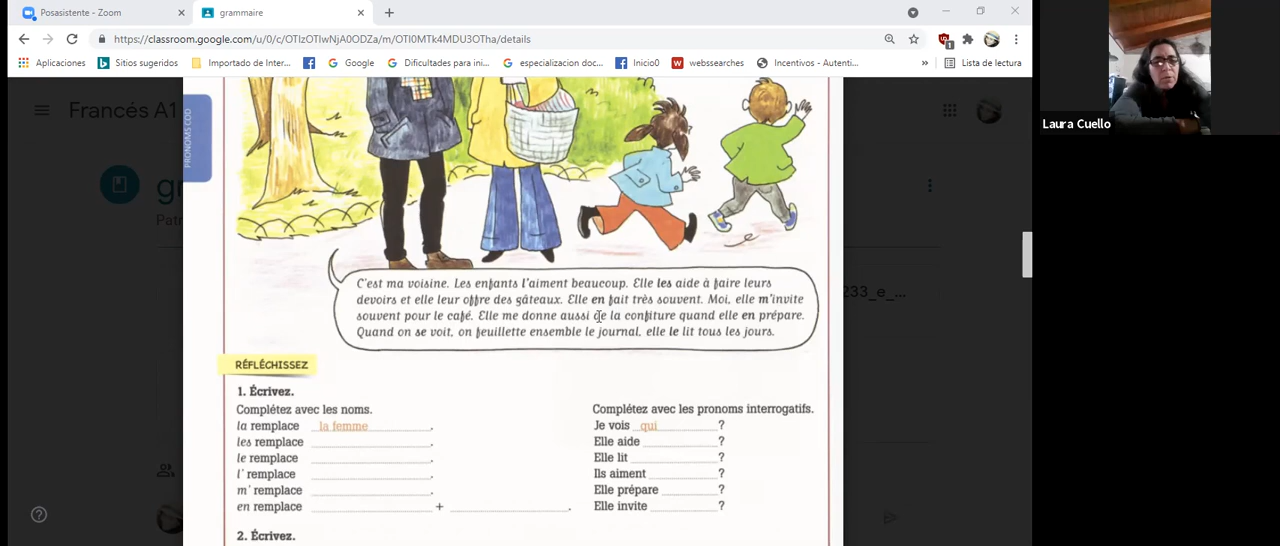 Posasistente - Zoom
grammaire
https://classroom.google.com/u/0/c/OTIzOTIwNjA0ODZa/m/OTI0MTk4MDU3OTha/details
Aplicaciones Sitios sugeridos Importado de Inter... Google Dificultades para ini... especializacion doc... Inicio0 webssearches Incentivos - Autenti... » Lista de lectura
Francés A1
PRONOMS COD
Laura Cuello
C'est ma voisine. Les enfants l'aiment beaucoup. Elle les aide à faire leurs
devoirs et elle leur offre des gâteaux. Elle en fait très souvent. Moi, elle m'invite
souvent pour le café. Elle me donne aussi de la confiture quand elle en prépare.
Quand on se voit, on feuillette ensemble le journal, elle le lit tous les jours.
233_e_...
RÉFLÉCHISSEZ
1. Écrivez.
Complétez avec les noms.
la remplace la femme.
les remplace .
le remplace .
l' remplace .
m' remplace .
en remplace + .
Complétez avec les pronoms interrogatifs.
Je vois qui ?
Elle aide ?
Elle lit ?
Ils aiment ?
Elle prépare ?
Elle invite ?
2. Écrivez.